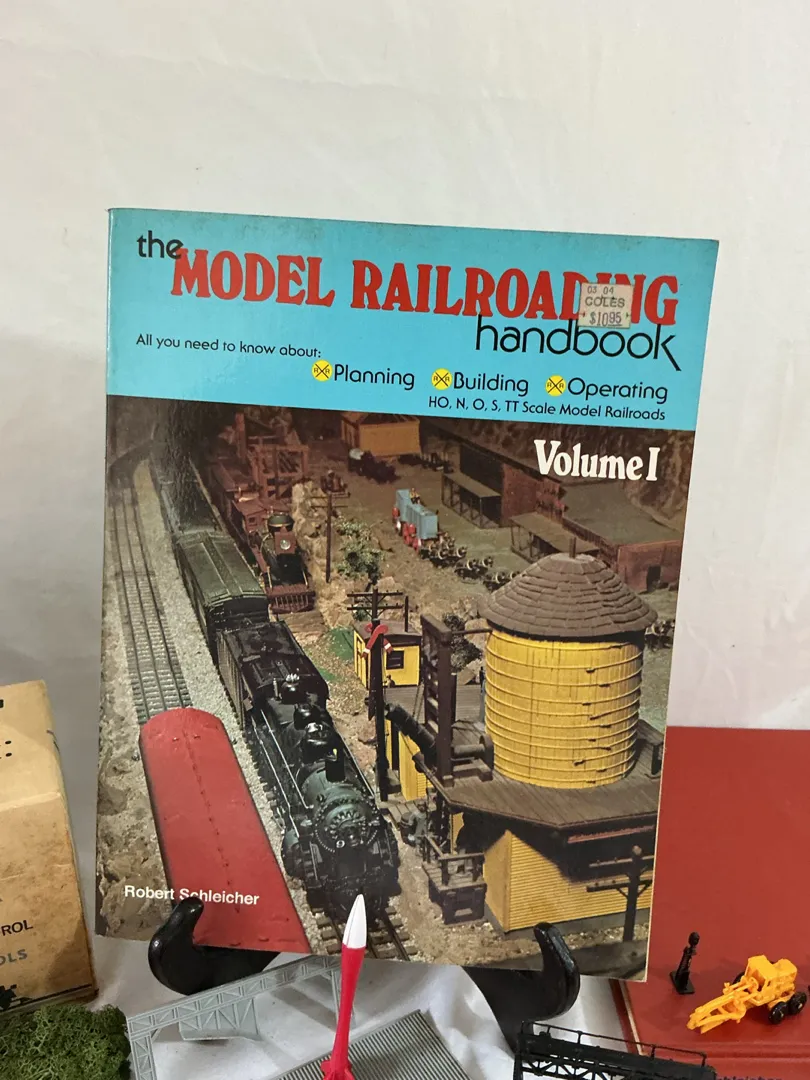 the
MODEL RAILROADING
03 04
COLES
$10.95
handbook
All you need to know about:
Planning Building Operating
HO, N, O, S, TT Scale Model Railroads
Volume I
Robert Schleicher
ROL
OLS